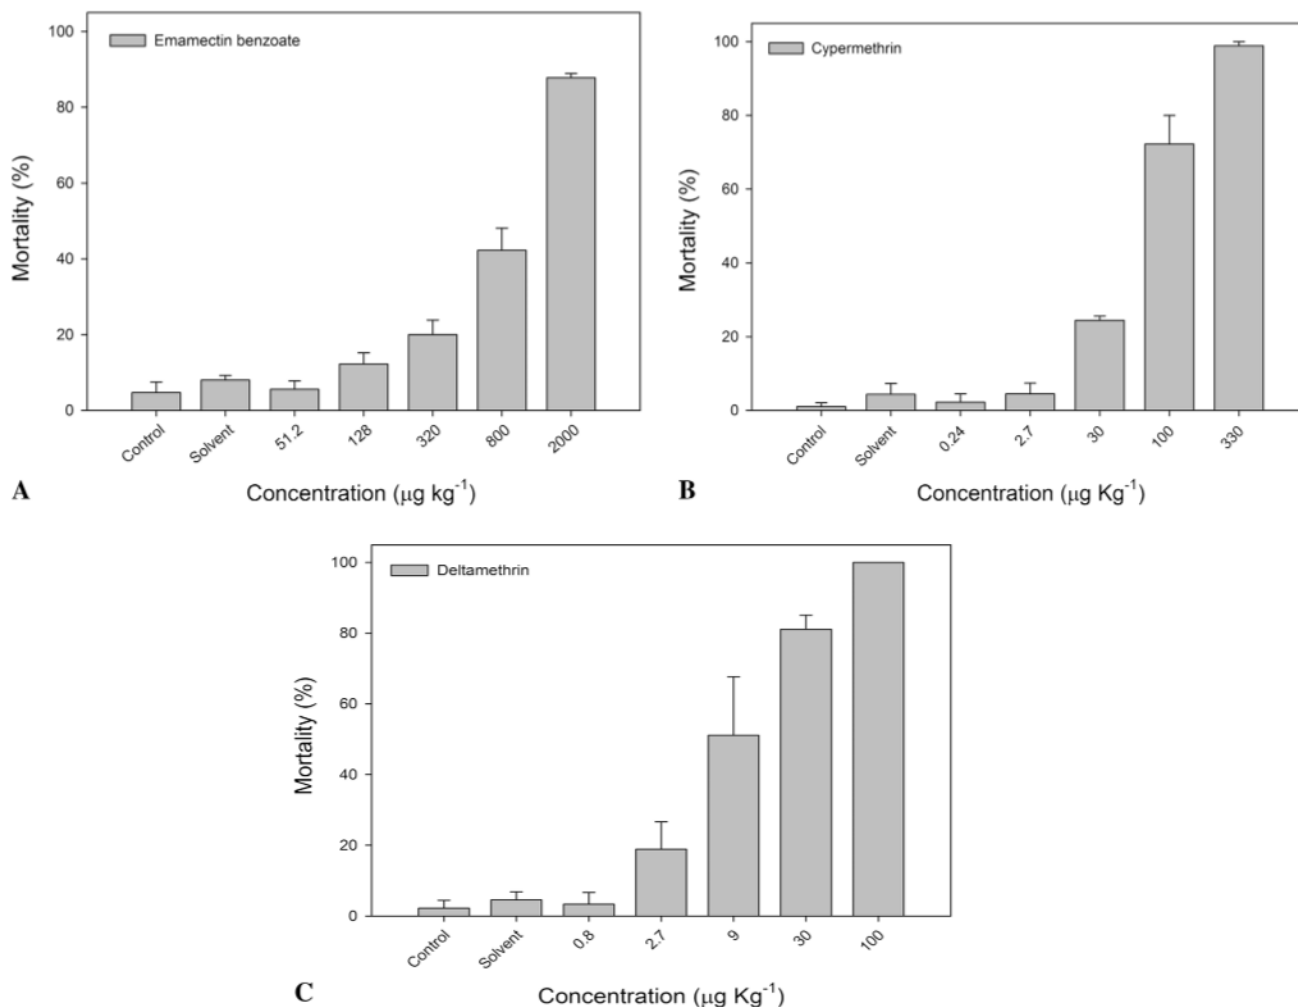 Emamectin benzoate
Mortality (%)
100
80
60
40
20
0
Control
Solvent
51.2
128
320
800
2000
A
Concentration (μg kg⁻¹)
Cypermethrin
Mortality (%)
100
80
60
40
20
0
Control
Solvent
0.24
2.7
30
100
330
B
Concentration (μg Kg⁻¹)
Deltamethrin
Mortality (%)
100
80
60
40
20
0
Control
Solvent
0.8
2.7
9
30
100
C
Concentration (μg Kg⁻¹)